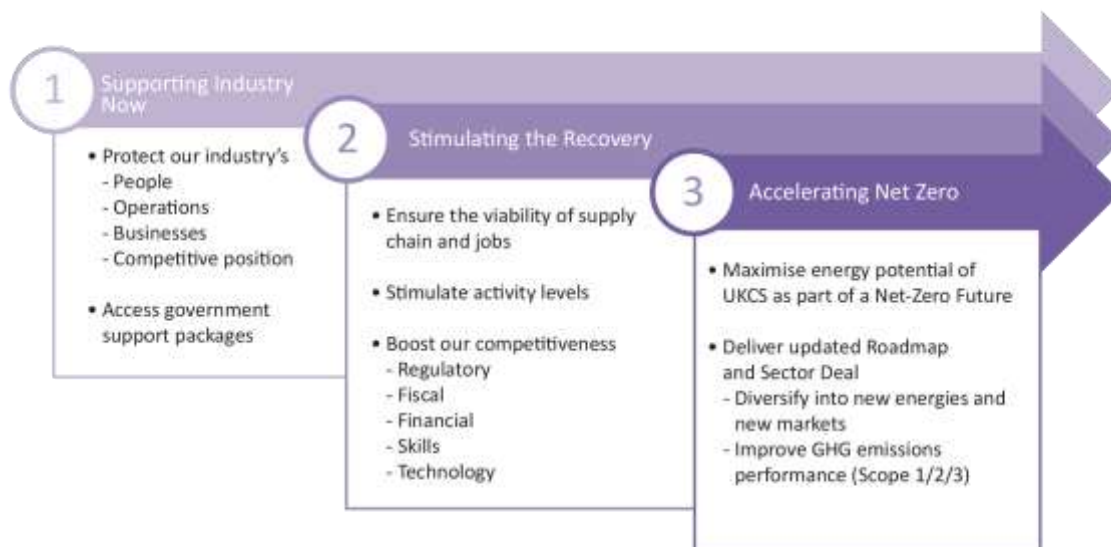 1
Supporting Industry
Now
• Protect our industry's
- People
- Operations
- Businesses
- Competitive position
• Access government
support packages
2
Stimulating the Recovery
• Ensure the viability of supply
chain and jobs
• Stimulate activity levels
• Boost our competitiveness
- Regulatory
- Fiscal
- Financial
- Skills
- Technology
3
Accelerating Net Zero
• Maximise energy potential of
UKCS as part of a Net-Zero Future
• Deliver updated Roadmap
and Sector Deal
- Diversify into new energies and
new markets
- Improve GHG emissions
performance (Scope 1/2/3)